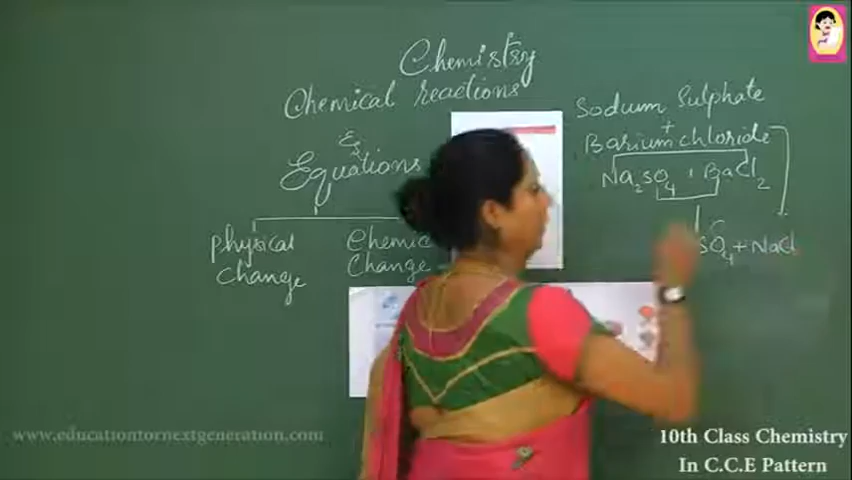 Chemistry
Chemical reactions
&
Equations
Physical
Change
Chemic
Change
Sodium Sulphate
+
Barium chloride
Na₂SO₄ + BaCl₂
SO₄ + NaCl
www.educationfornextgeneration.com
10th Class Chemistry
In C.C.E Pattern